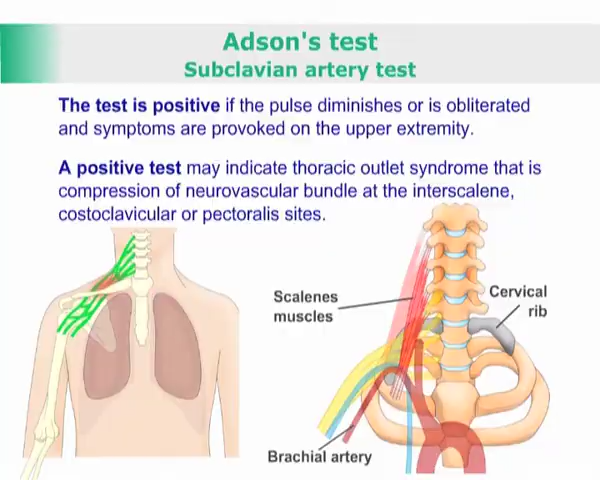 Adson's test
Subclavian artery test
The test is positive if the pulse diminishes or is obliterated
and symptoms are provoked on the upper extremity.
A positive test may indicate thoracic outlet syndrome that is
compression of neurovascular bundle at the interscalene,
costoclavicular or pectoralis sites.
Scalenes
muscles
Cervical
rib
Brachial artery